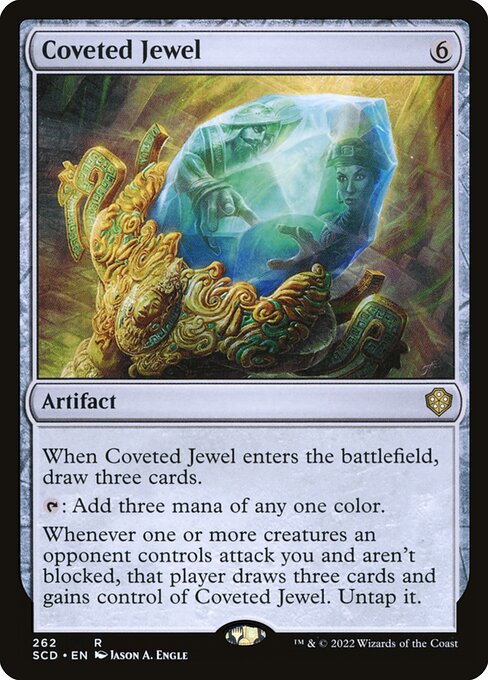 Coveted Jewel 6
Artifact
When Coveted Jewel enters the battlefield,
draw three cards.
: Add three mana of any one color.
Whenever one or more creatures an
opponent controls attack you and aren't
blocked, that player draws three cards and
gains control of Coveted Jewel. Untap it.
262 R
SCD • EN Jason A. Engle
™ & © 2022 Wizards of the Coast